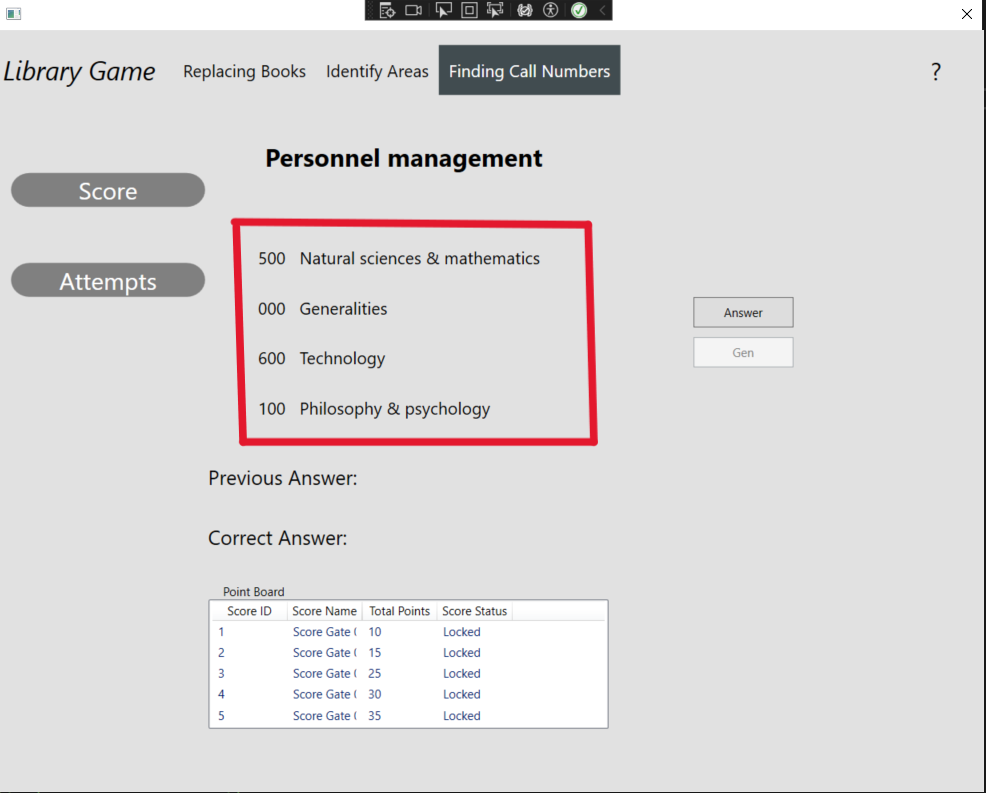 Library Game Replacing Books Identify Areas Finding Call Numbers ?
Personnel management
Score
500 Natural sciences & mathematics
Attempts
000 Generalities
Answer
600 Technology
Gen
100 Philosophy & psychology
Previous Answer:
Correct Answer:
Point Board
Score ID Score Name Total Points Score Status
1 Score Gate ( 10 Locked
2 Score Gate ( 15 Locked
3 Score Gate ( 25 Locked
4 Score Gate ( 30 Locked
5 Score Gate ( 35 Locked